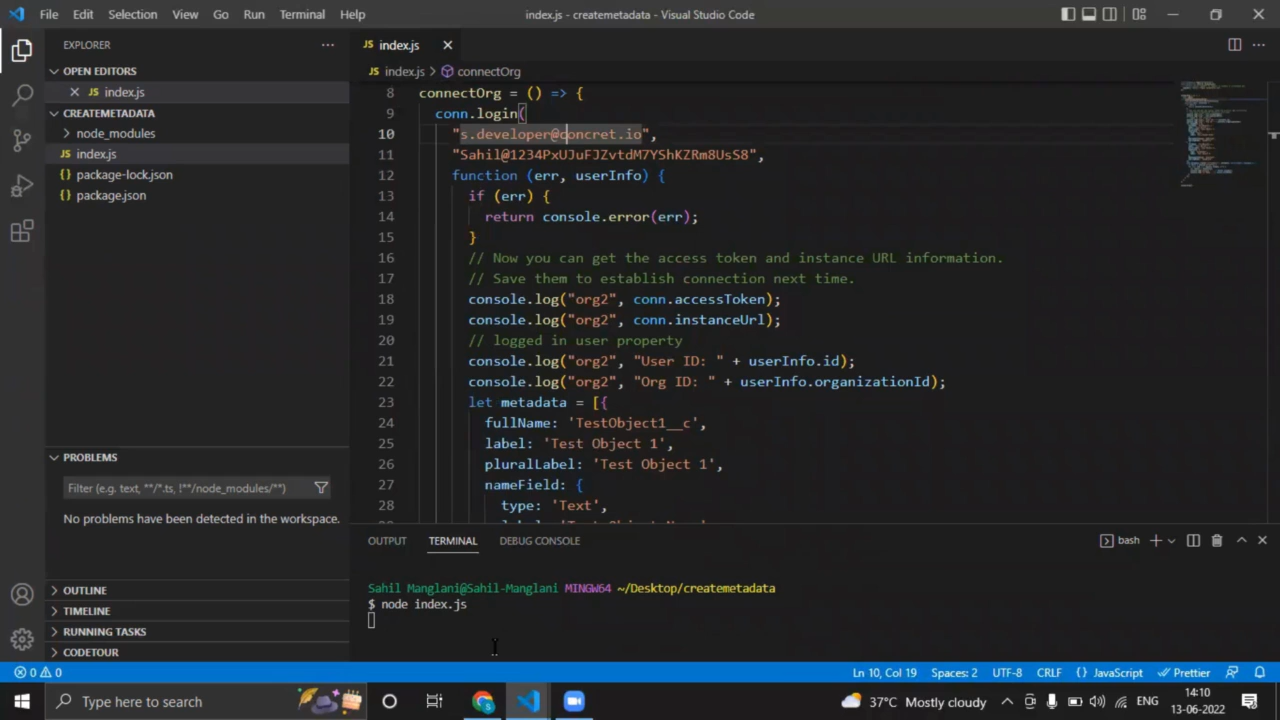 File Edit Selection View Go Run Terminal Help
index.js - createmetadata - Visual Studio Code
EXPLORER
OPEN EDITORS
JS index.js
CREATEMETADATA
node_modules
JS index.js
{} package-lock.json
{} package.json
PROBLEMS
Filter (e.g. text, **/*.ts, !**/node_modules/**)
No problems have been detected in the workspace.
OUTLINE
TIMELINE
RUNNING TASKS
CODETOUR
JS index.js
JS index.js > connectOrg
8 connectOrg = () => {
9 conn.login(
10 "s.developer@concret.io",
11 "Sahil@1234PxUJuFJZvtdM7YShKZRm8UsS8",
12 function (err, userInfo) {
13 if (err) {
14 return console.error(err);
15 }
16 // Now you can get the access token and instance URL information.
17 // Save them to establish connection next time.
18 console.log("org2", conn.accessToken);
19 console.log("org2", conn.instanceUrl);
20 // logged in user property
21 console.log("org2", "User ID: " + userInfo.id);
22 console.log("org2", "Org ID: " + userInfo.organizationId);
23 let metadata = [{
24 fullName: 'TestObject1__c',
25 label: 'Test Object 1',
26 pluralLabel: 'Test Object 1',
27 nameField: {
28 type: 'Text',
OUTPUT TERMINAL DEBUG CONSOLE
bash
Sahil Manglani@Sahil-Manglani MINGW64 ~/Desktop/createmetadata
$ node index.js
0 0
Ln 10, Col 19 Spaces: 2 UTF-8 CRLF {} JavaScript Prettier
Type here to search
37°C Mostly cloudy
ENG
14:10
13-06-2022